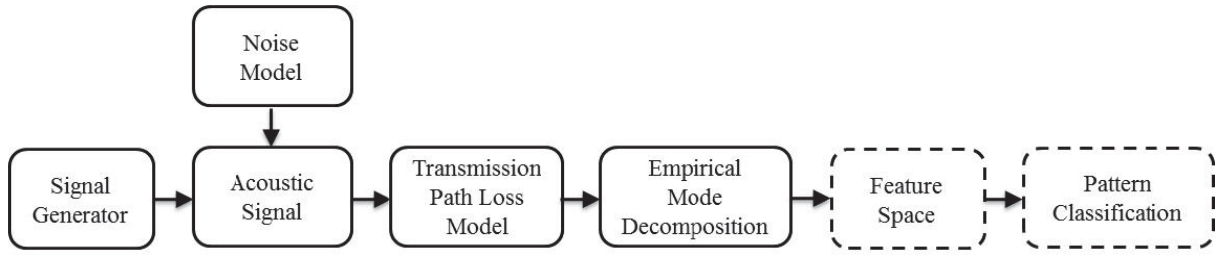 Noise
Model
Signal
Generator
Acoustic
Signal
Transmission
Path Loss
Model
Empirical
Mode
Decomposition
Feature
Space
Pattern
Classification